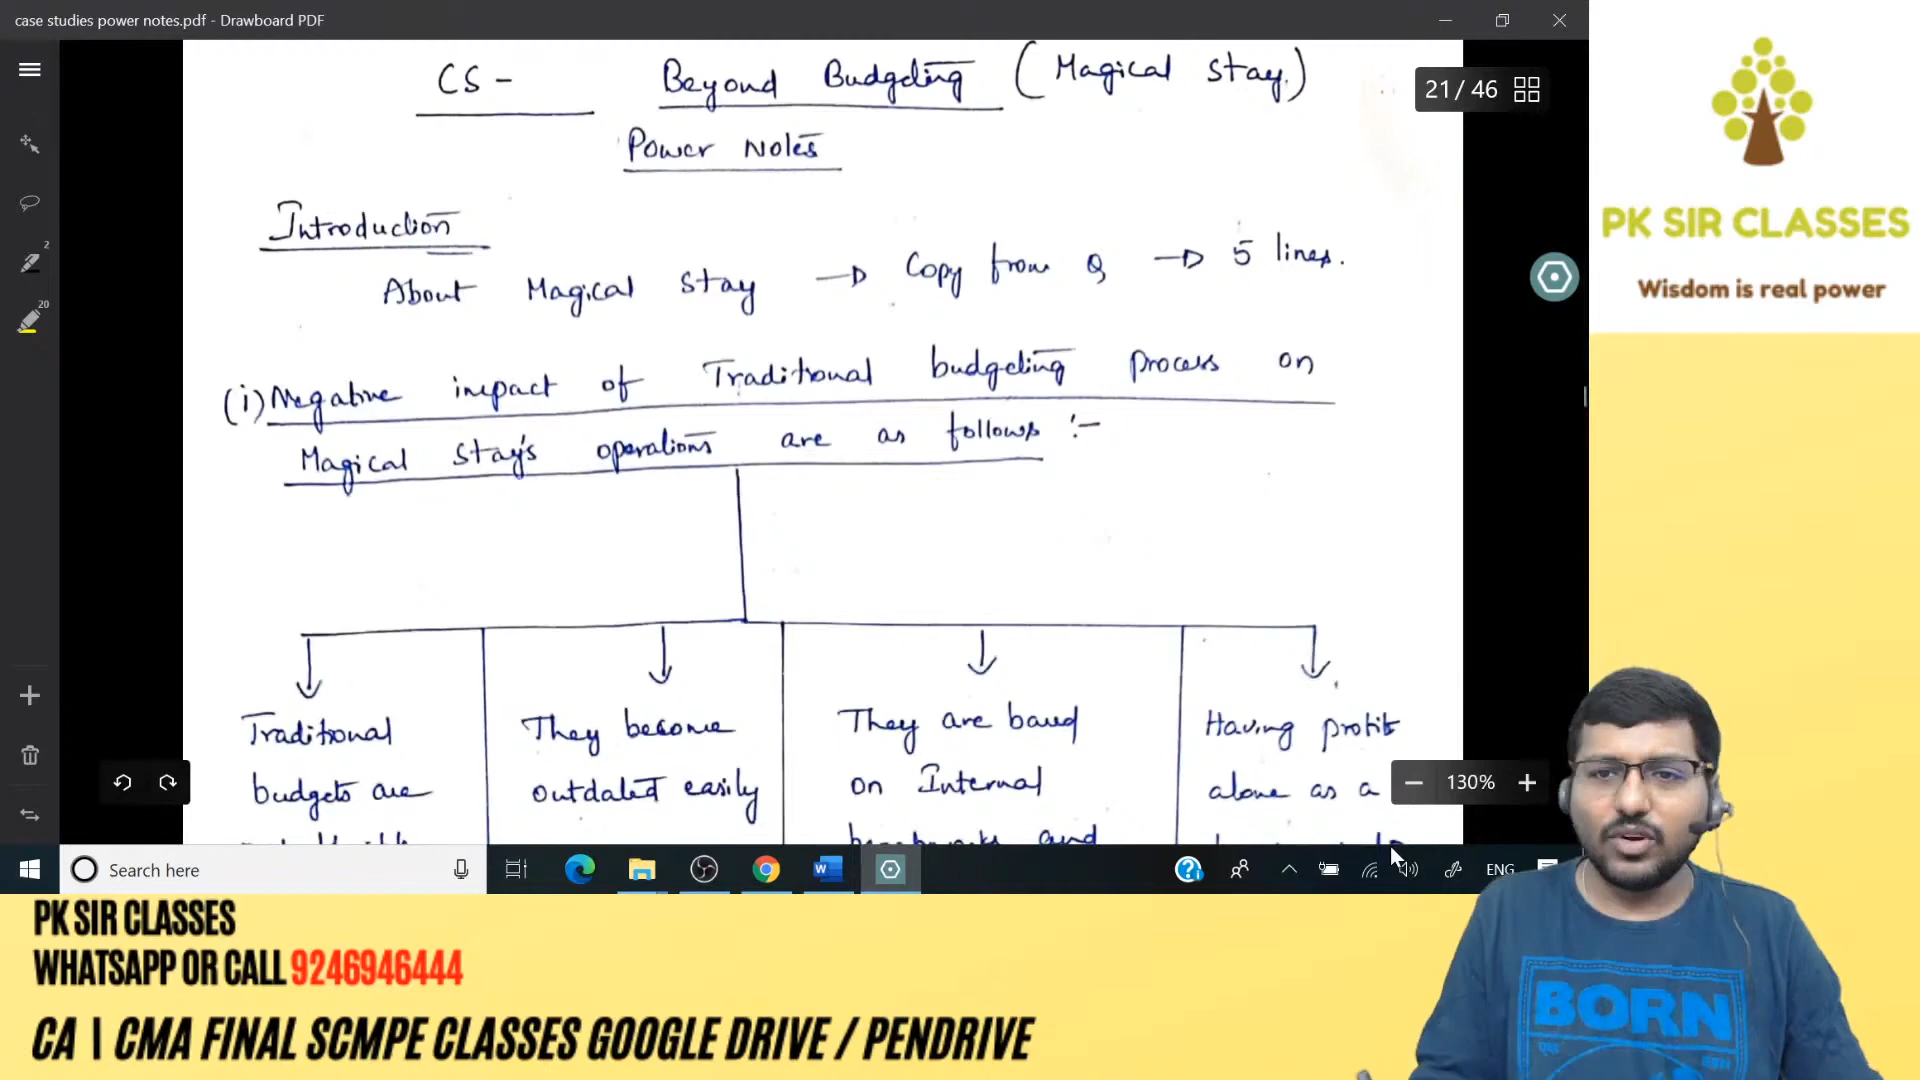 case studies power notes.pdf - Drawboard PDF
CS - Beyond Budgeting (Magical Stay.)
21 / 46
Power Notes
Introduction
About Magical Stay → Copy from Q → 5 lines.
(i) Negative impact of Traditional budgeting process on
Magical Stay's operations are as follows :-
Traditional
budgets are
They become
outdated easily
They are based
on Internal
and
Having profit
alone as a
2
20
130%
Search here
ENG
PK SIR CLASSES
Wisdom is real power
PK SIR CLASSES
WHATSAPP OR CALL 9246946444
CA \ CMA FINAL SCMPE CLASSES GOOGLE DRIVE / PENDRIVE
BORN